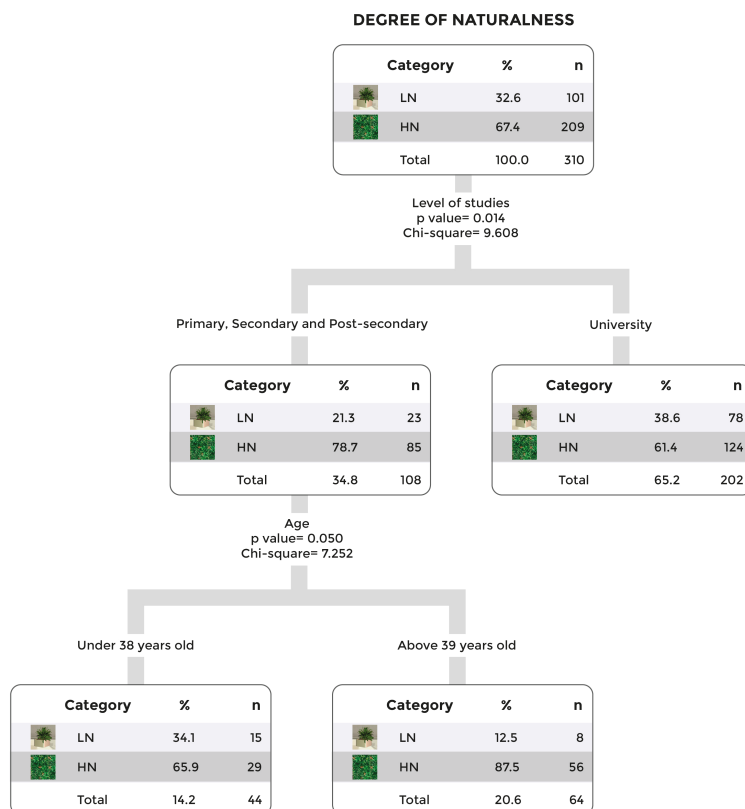 DEGREE OF NATURALNESS
Category % n
LN 32.6 101
HN 67.4 209
Total 100.0 310
Level of studies
p value= 0.014
Chi-square= 9.608
Primary, Secondary and Post-secondary
University
Category % n
LN 21.3 23
HN 78.7 85
Total 34.8 108
Category % n
LN 38.6 78
HN 61.4 124
Total 65.2 202
Age
p value= 0.050
Chi-square= 7.252
Under 38 years old
Above 39 years old
Category % n
LN 34.1 15
HN 65.9 29
Total 14.2 44
Category % n
LN 12.5 8
HN 87.5 56
Total 20.6 64